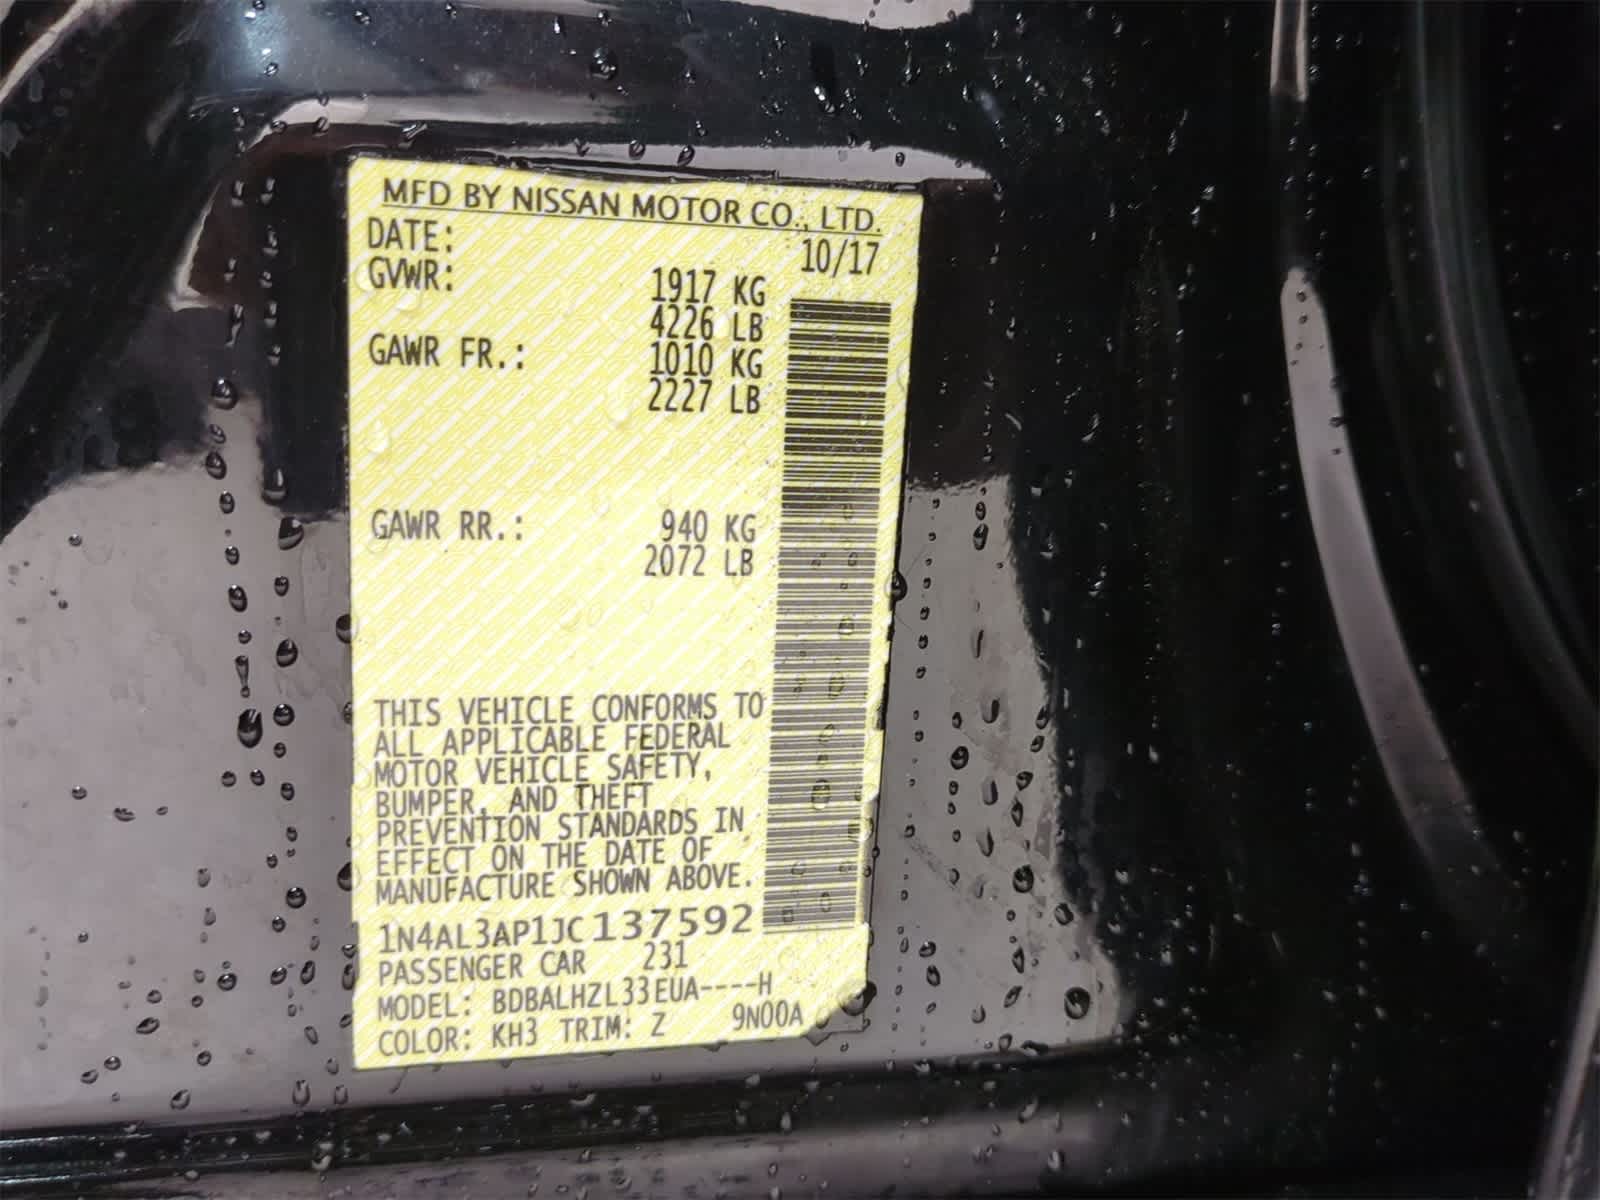 MFD BY NISSAN MOTOR CO., LTD.
DATE: 10/17
GVWR: 1917 KG
4226 LB
GAWR FR.: 1010 KG
2227 LB
GAWR RR.: 940 KG
2072 LB
THIS VEHICLE CONFORMS TO
ALL APPLICABLE FEDERAL
MOTOR VEHICLE SAFETY,
BUMPER, AND THEFT
PREVENTION STANDARDS IN
EFFECT ON THE DATE OF
MANUFACTURE SHOWN ABOVE.
1N4AL3AP1JC137592
PASSENGER CAR 231
MODEL: BDBALHZL33EUA----H
COLOR: KH3 TRIM: Z 9N00A